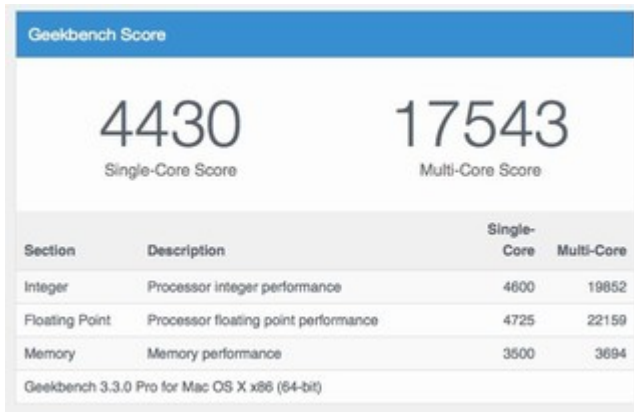 Geekbench Score
4430 17543
Single-Core Score Multi-Core Score
Single-
Section Description Core Multi-Core
Integer Processor integer performance 4600 19852
Floating Point Processor floating point performance 4725 22159
Memory Memory performance 3500 3694
Geekbench 3.3.0 Pro for Mac OS X x86 (64-bit)